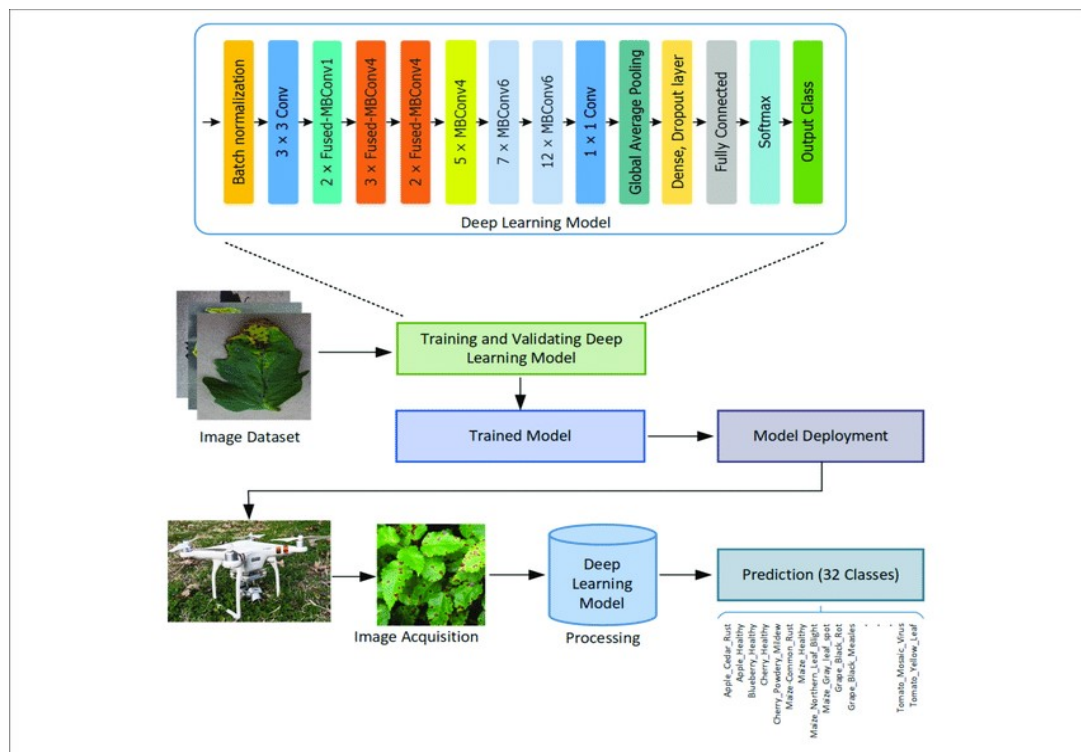 Batch normalization
3 × 3 Conv
2 × Fused-MBConv1
3 × Fused-MBConv4
2 × Fused-MBConv4
5 × MBConv4
7 × MBConv6
12 × MBConv6
1 × 1 Conv
Global Average Pooling
Dense, Dropout layer
Fully Connected
Softmax
Output Class
Deep Learning Model
Training and Validating Deep
Learning Model
Image Dataset
Trained Model
Model Deployment
Deep
Learning
Model
Prediction (32 Classes)
Image Acquisition
Processing
Apple_Cedar_Rust
Apple_Healthy
Blueberry_Healthy
Cherry_Healthy
Cherry_Powdery_Mildew
Maize-Common_Rust
Maize_Healthy
Maize_Northern_Leaf_Blight
Maize_Gray_leaf_spot
Grape_Black_Rot
Grape_Black_Measles
.
.
.
Tomato_Mosaic_Virus
Tomato_Yellow_Leaf